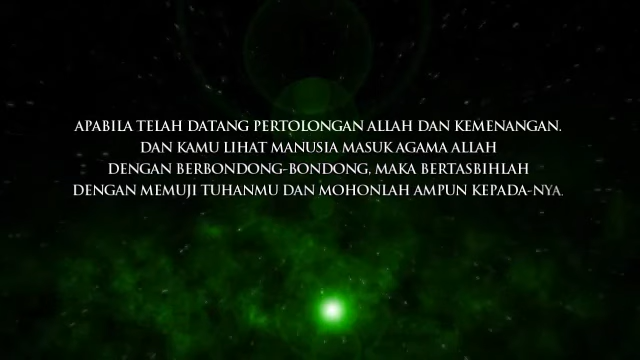 APABILA TELAH DATANG PERTOLONGAN ALLAH DAN KEMENANGAN.
DAN KAMU LIHAT MANUSIA MASUK AGAMA ALLAH
DENGAN BERBONDONG-BONDONG, MAKA BERTASBIHLAH
DENGAN MEMUJI TUHANMU DAN MOHONLAH AMPUN KEPADA-NYA.